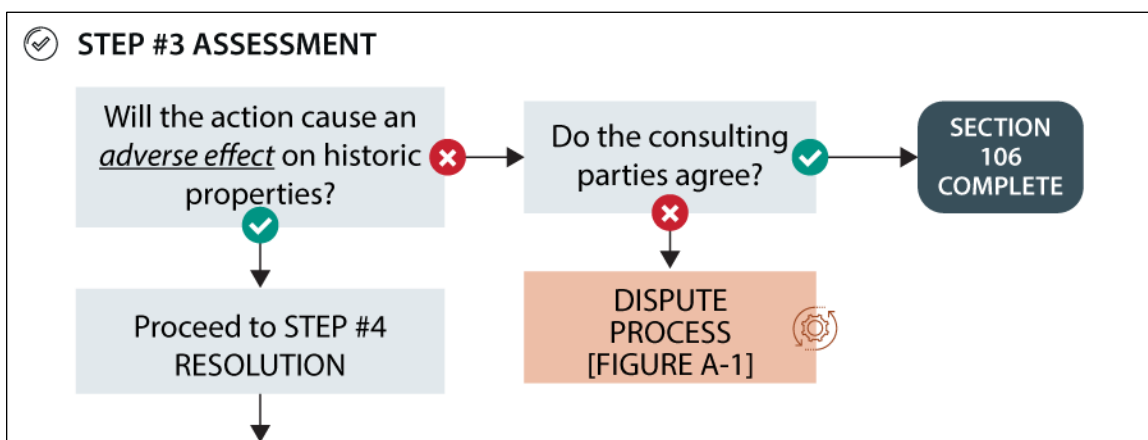 STEP #3 ASSESSMENT
Will the action cause an
adverse effect on historic
properties?
Do the consulting
parties agree?
SECTION
106
COMPLETE
Proceed to STEP #4
RESOLUTION
DISPUTE
PROCESS
[FIGURE A-1]